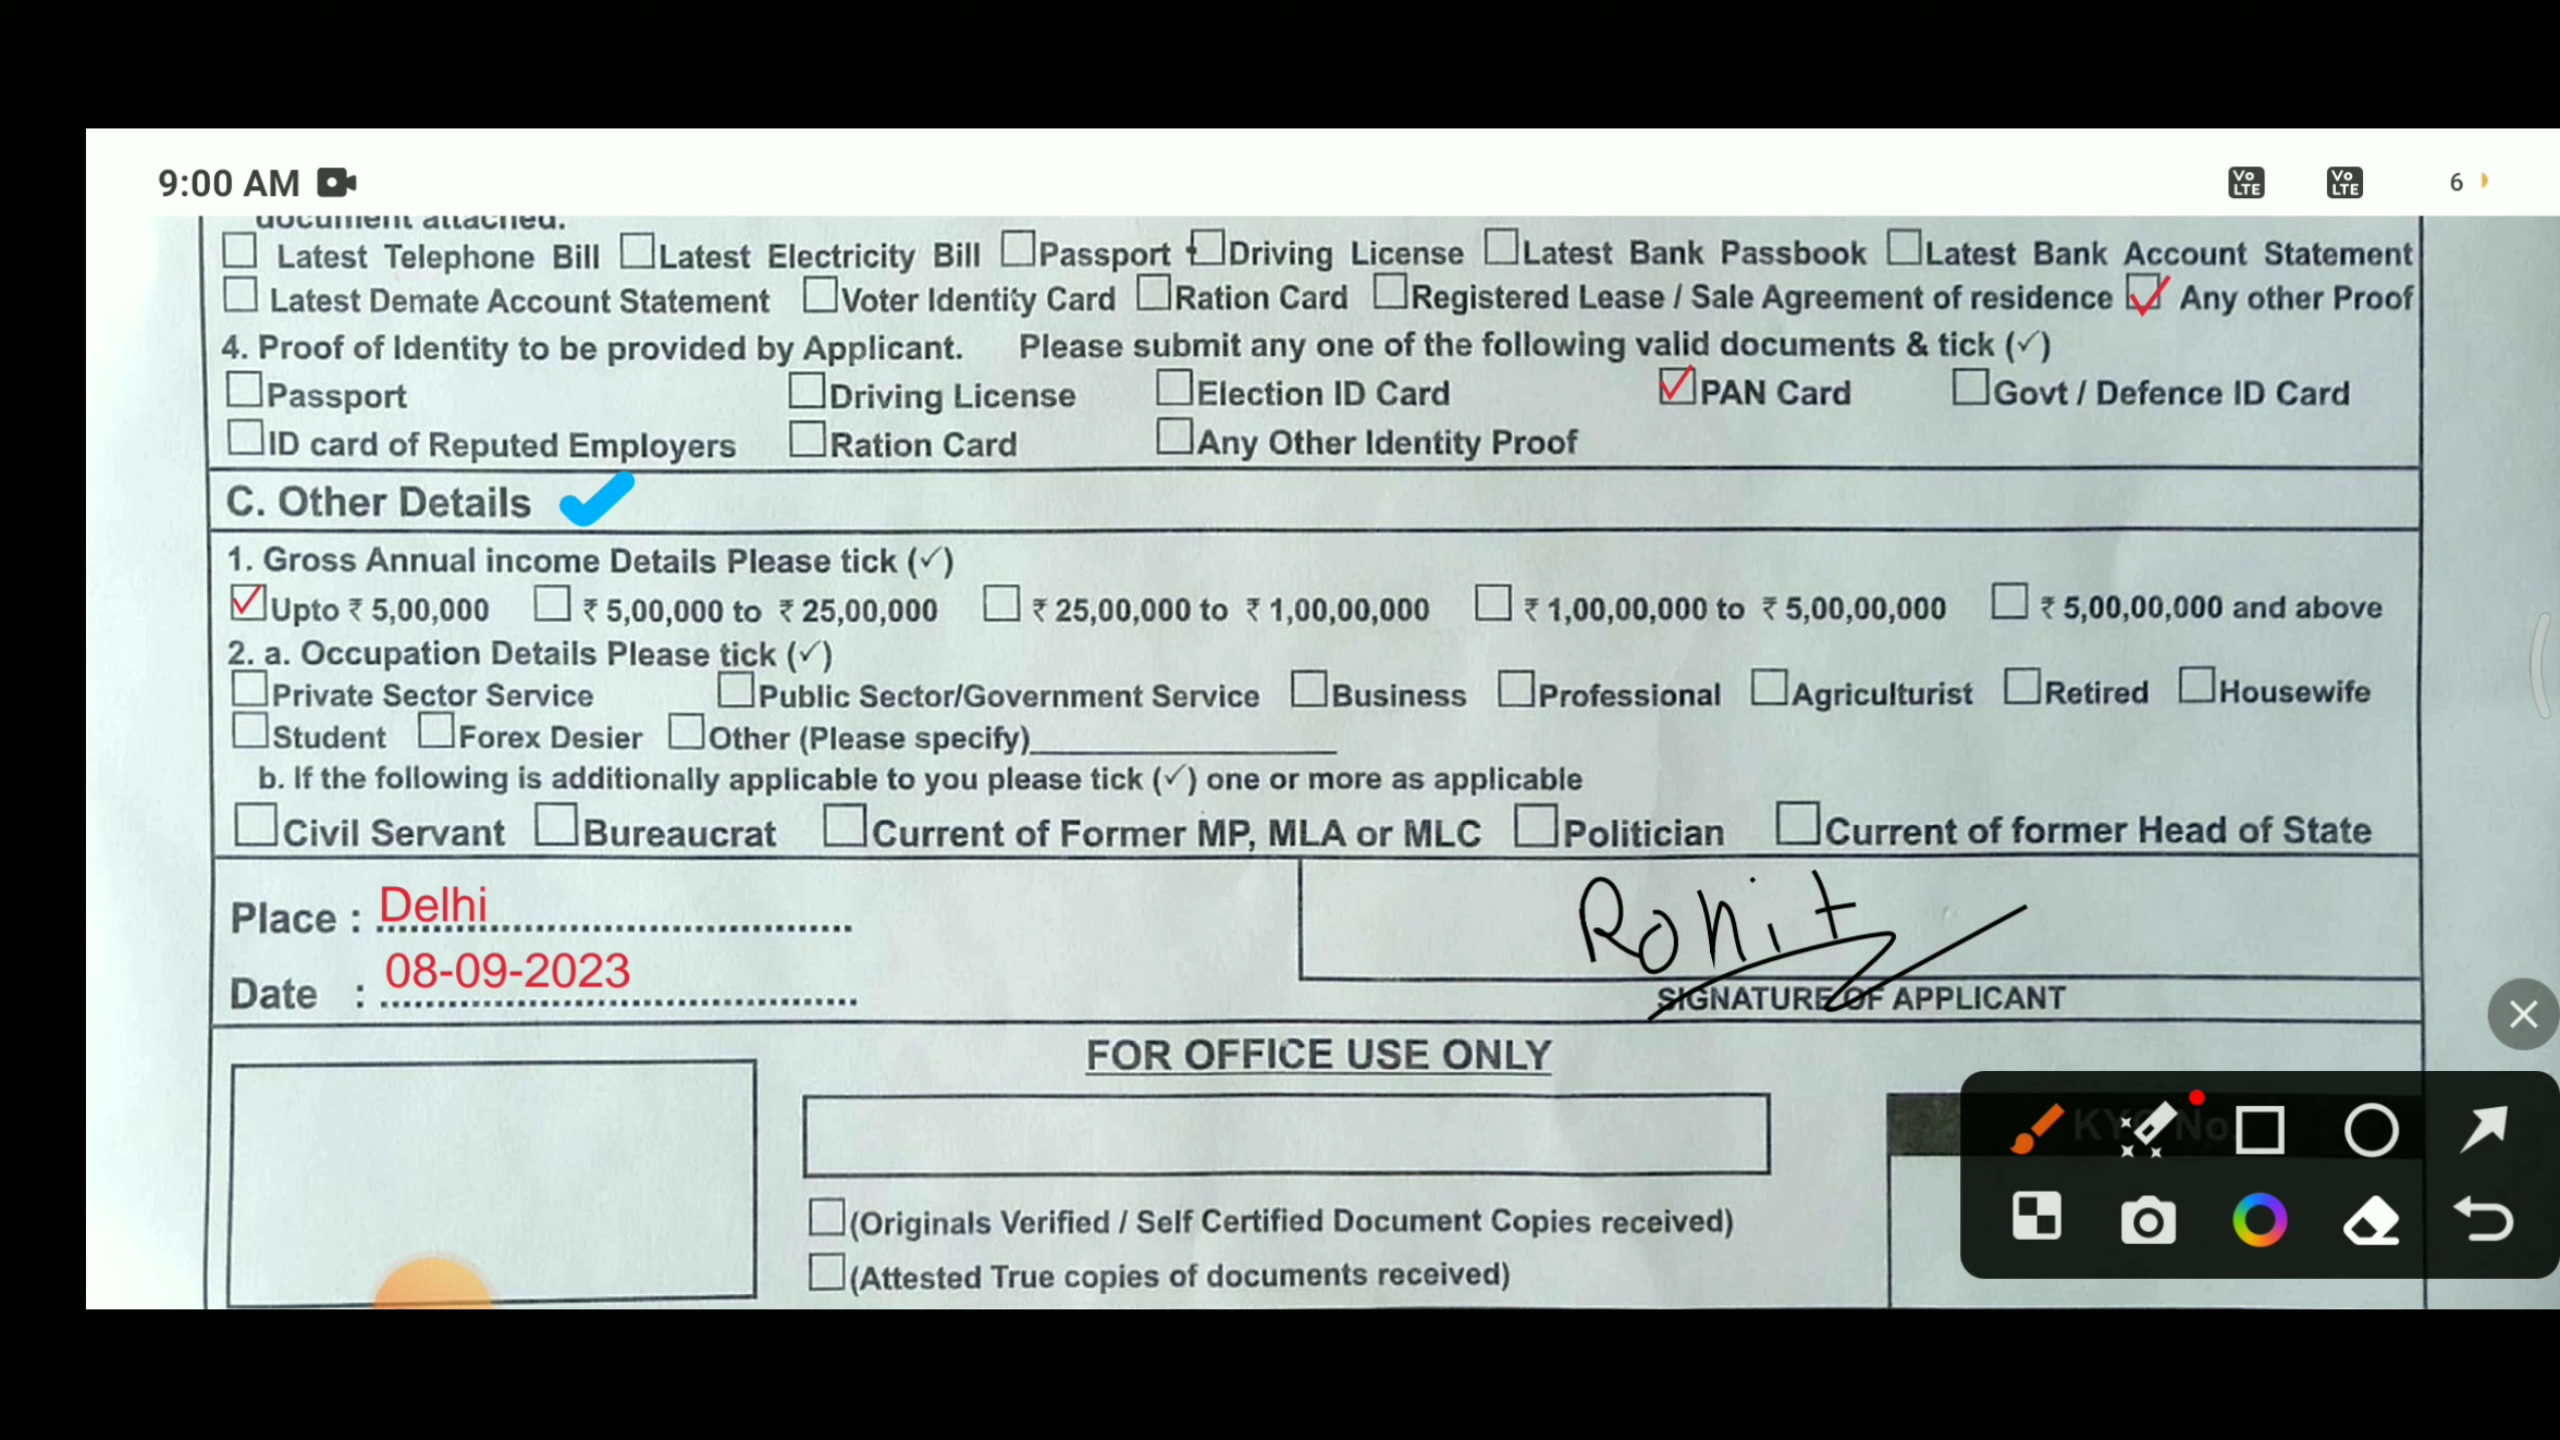 9:00 AM Vo LTE Vo LTE 6
document attached.
Latest Telephone Bill Latest Electricity Bill Passport Driving License Latest Bank Passbook Latest Bank Account Statement
Latest Demate Account Statement Voter Identity Card Ration Card Registered Lease / Sale Agreement of residence Any other Proof
4. Proof of Identity to be provided by Applicant. Please submit any one of the following valid documents & tick (✓)
Passport Driving License Election ID Card PAN Card Govt / Defence ID Card
ID card of Reputed Employers Ration Card Any Other Identity Proof
C. Other Details
1. Gross Annual income Details Please tick (✓)
Upto ₹ 5,00,000 ₹ 5,00,000 to ₹ 25,00,000 ₹ 25,00,000 to ₹ 1,00,00,000 ₹ 1,00,00,000 to ₹ 5,00,00,000 ₹ 5,00,00,000 and above
2. a. Occupation Details Please tick (✓)
Private Sector Service Public Sector/Government Service Business Professional Agriculturist Retired Housewife
Student Forex Desier Other (Please specify)
b. If the following is additionally applicable to you please tick (✓) one or more as applicable
Civil Servant Bureaucrat Current of Former MP, MLA or MLC Politician Current of former Head of State
Place : Delhi
Date : 08-09-2023
Rohit
SIGNATURE OF APPLICANT
FOR OFFICE USE ONLY
KYC No
(Originals Verified / Self Certified Document Copies received)
(Attested True copies of documents received)